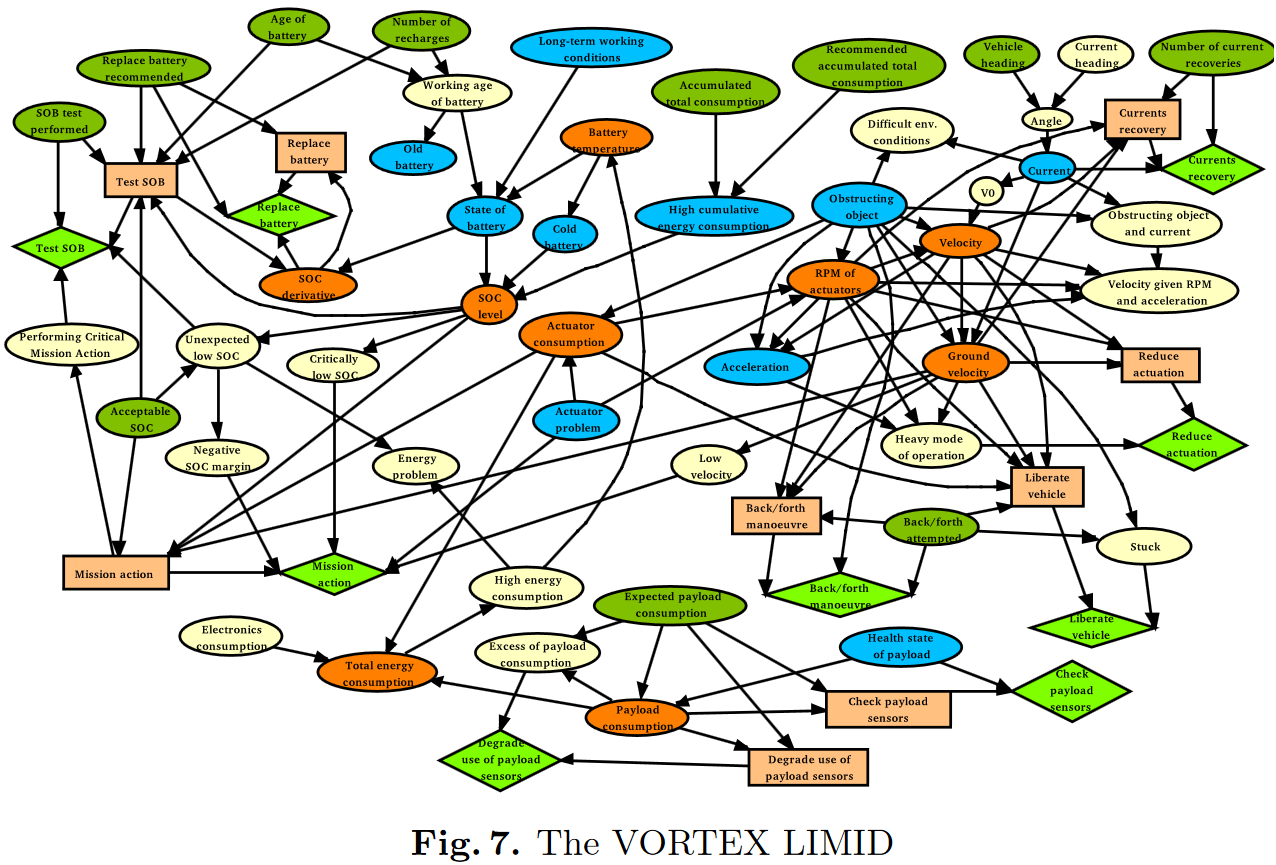 Age of
battery
Number of
recharges
Long-term working
conditions
Recommended
accumulated total
consumption
Vehicle
heading
Current
heading
Number of current
recoveries
Replace battery
recommended
Working age
of battery
Accumulated
total consumption
SOB test
performed
Battery
temperature
Difficult env.
conditions
Angle
Currents
recovery
Replace
battery
Old
battery
Test SOB
Current
Currents
recovery
V0
Replace
battery
State of
battery
Cold
battery
High cumulative
energy consumption
Obstructing
object
Obstructing object
and current
Test SOB
Velocity
SOC
derivative
RPM of
actuators
Velocity given RPM
and acceleration
SOC
level
Performing Critical
Mission Action
Unexpected
low SOC
Critically
low SOC
Actuator
consumption
Acceleration
Ground
velocity
Reduce
actuation
Acceptable
SOC
Actuator
problem
Negative
SOC margin
Energy
problem
Low
velocity
Heavy mode
of operation
Reduce
actuation
Liberate
vehicle
Back/forth
manoeuvre
Back/forth
attempted
Stuck
Mission action
Mission
action
High energy
consumption
Back/forth
manoeuvre
Expected payload
consumption
Liberate
vehicle
Electronics
consumption
Excess of payload
consumption
Health state
of payload
Total energy
consumption
Check
payload
sensors
Payload
consumption
Check payload
sensors
Degrade
use of payload
sensors
Degrade use of
payload sensors
Fig. 7. The VORTEX LIMID